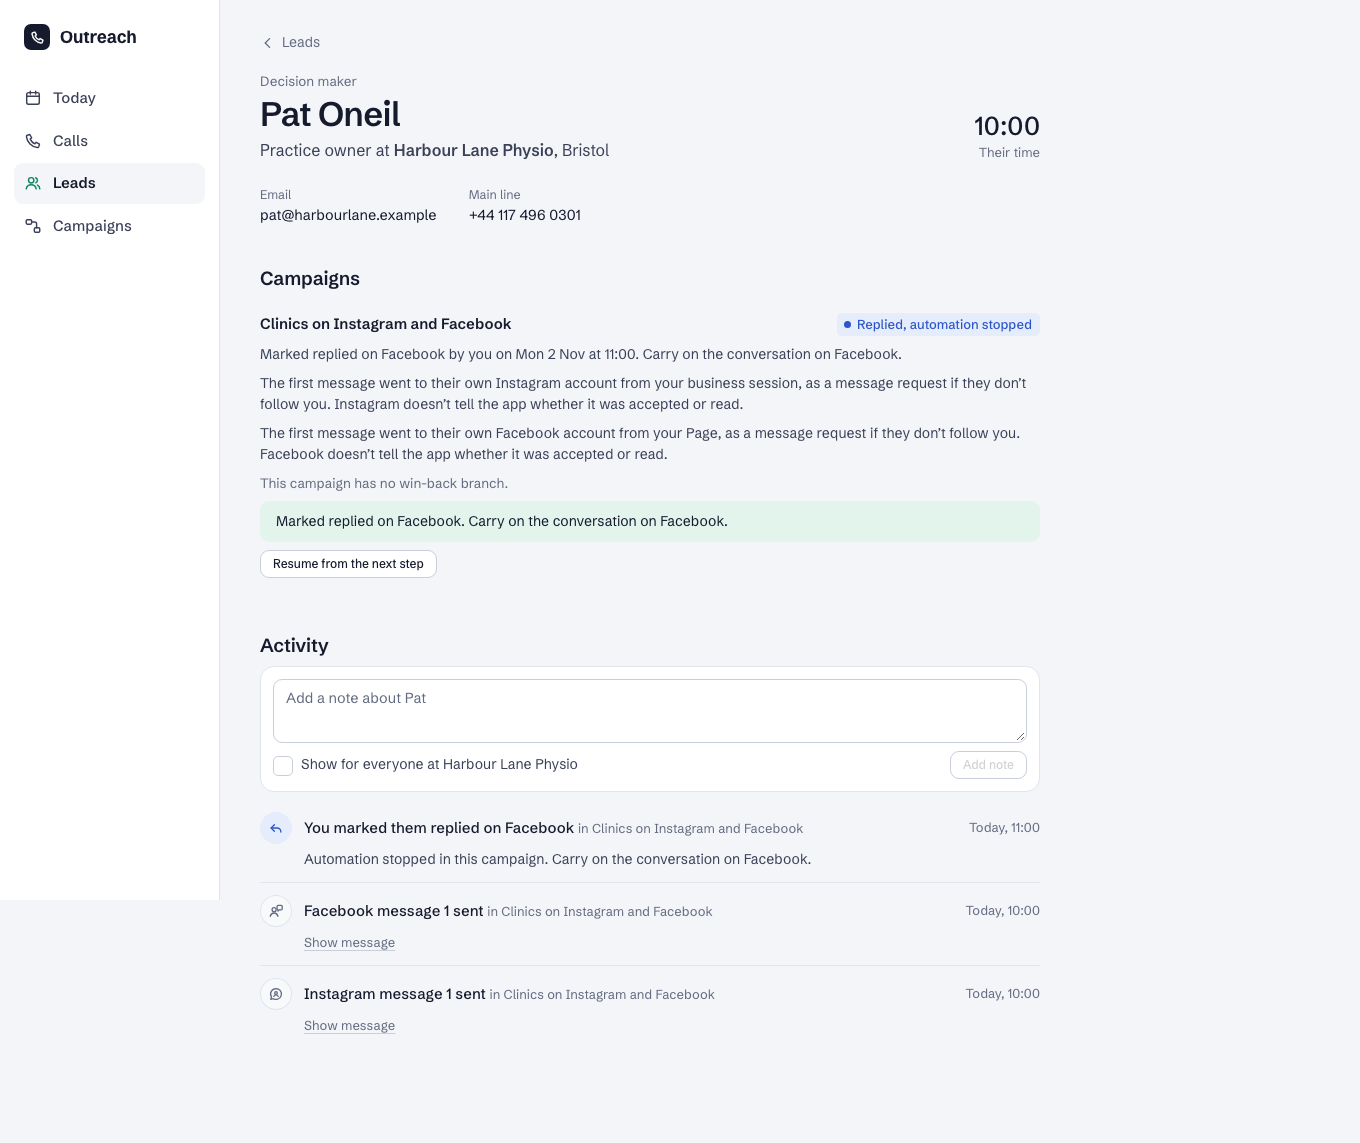 Outreach
Today
Calls
Leads
Campaigns
Leads
Decision maker
Pat Oneil
Practice owner at Harbour Lane Physio, Bristol
10:00
Their time
Email
pat@harbourlane.example
Main line
+44 117 496 0301
Campaigns
Clinics on Instagram and Facebook
Replied, automation stopped
Marked replied on Facebook by you on Mon 2 Nov at 11:00. Carry on the conversation on Facebook.
The first message went to their own Instagram account from your business session, as a message request if they don’t
follow you. Instagram doesn’t tell the app whether it was accepted or read.
The first message went to their own Facebook account from your Page, as a message request if they don’t follow you.
Facebook doesn’t tell the app whether it was accepted or read.
This campaign has no win-back branch.
Marked replied on Facebook. Carry on the conversation on Facebook.
Resume from the next step
Activity
Add a note about Pat
Show for everyone at Harbour Lane Physio
Add note
You marked them replied on Facebook in Clinics on Instagram and Facebook
Today, 11:00
Automation stopped in this campaign. Carry on the conversation on Facebook.
Facebook message 1 sent in Clinics on Instagram and Facebook
Today, 10:00
Show message
Instagram message 1 sent in Clinics on Instagram and Facebook
Today, 10:00
Show message